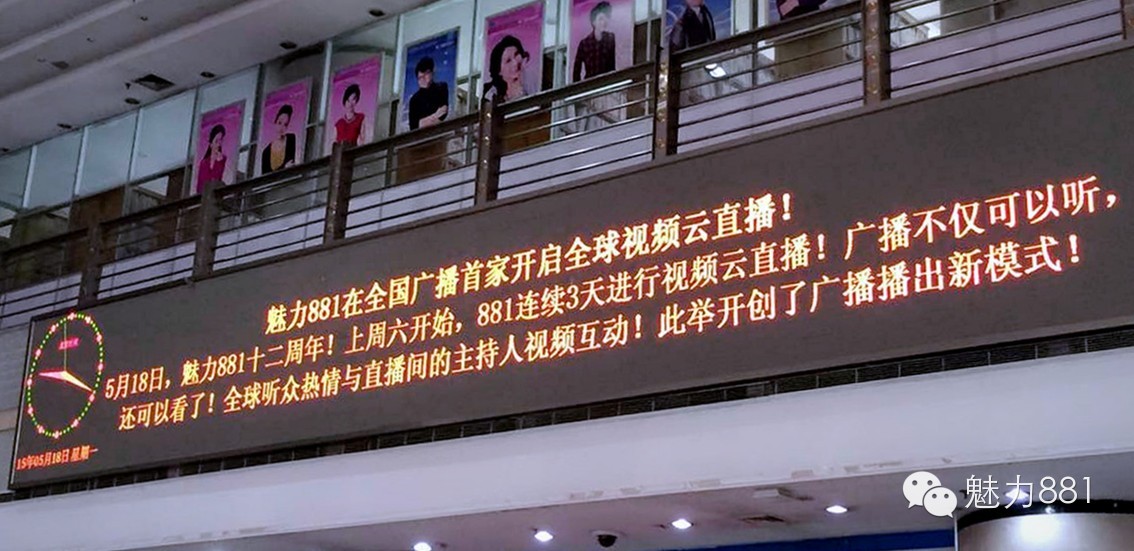 魅力881在全国广播首家开启全球视频云直播！
5月18日，魅力881十二周年！上周六开始，881连续3天进行视频云直播！广播不仅可以听，
还可以看了！全球听众热情与直播间的主持人视频互动！此举开创了广播播出新模式！
15年05月18日 星期一
魅力881